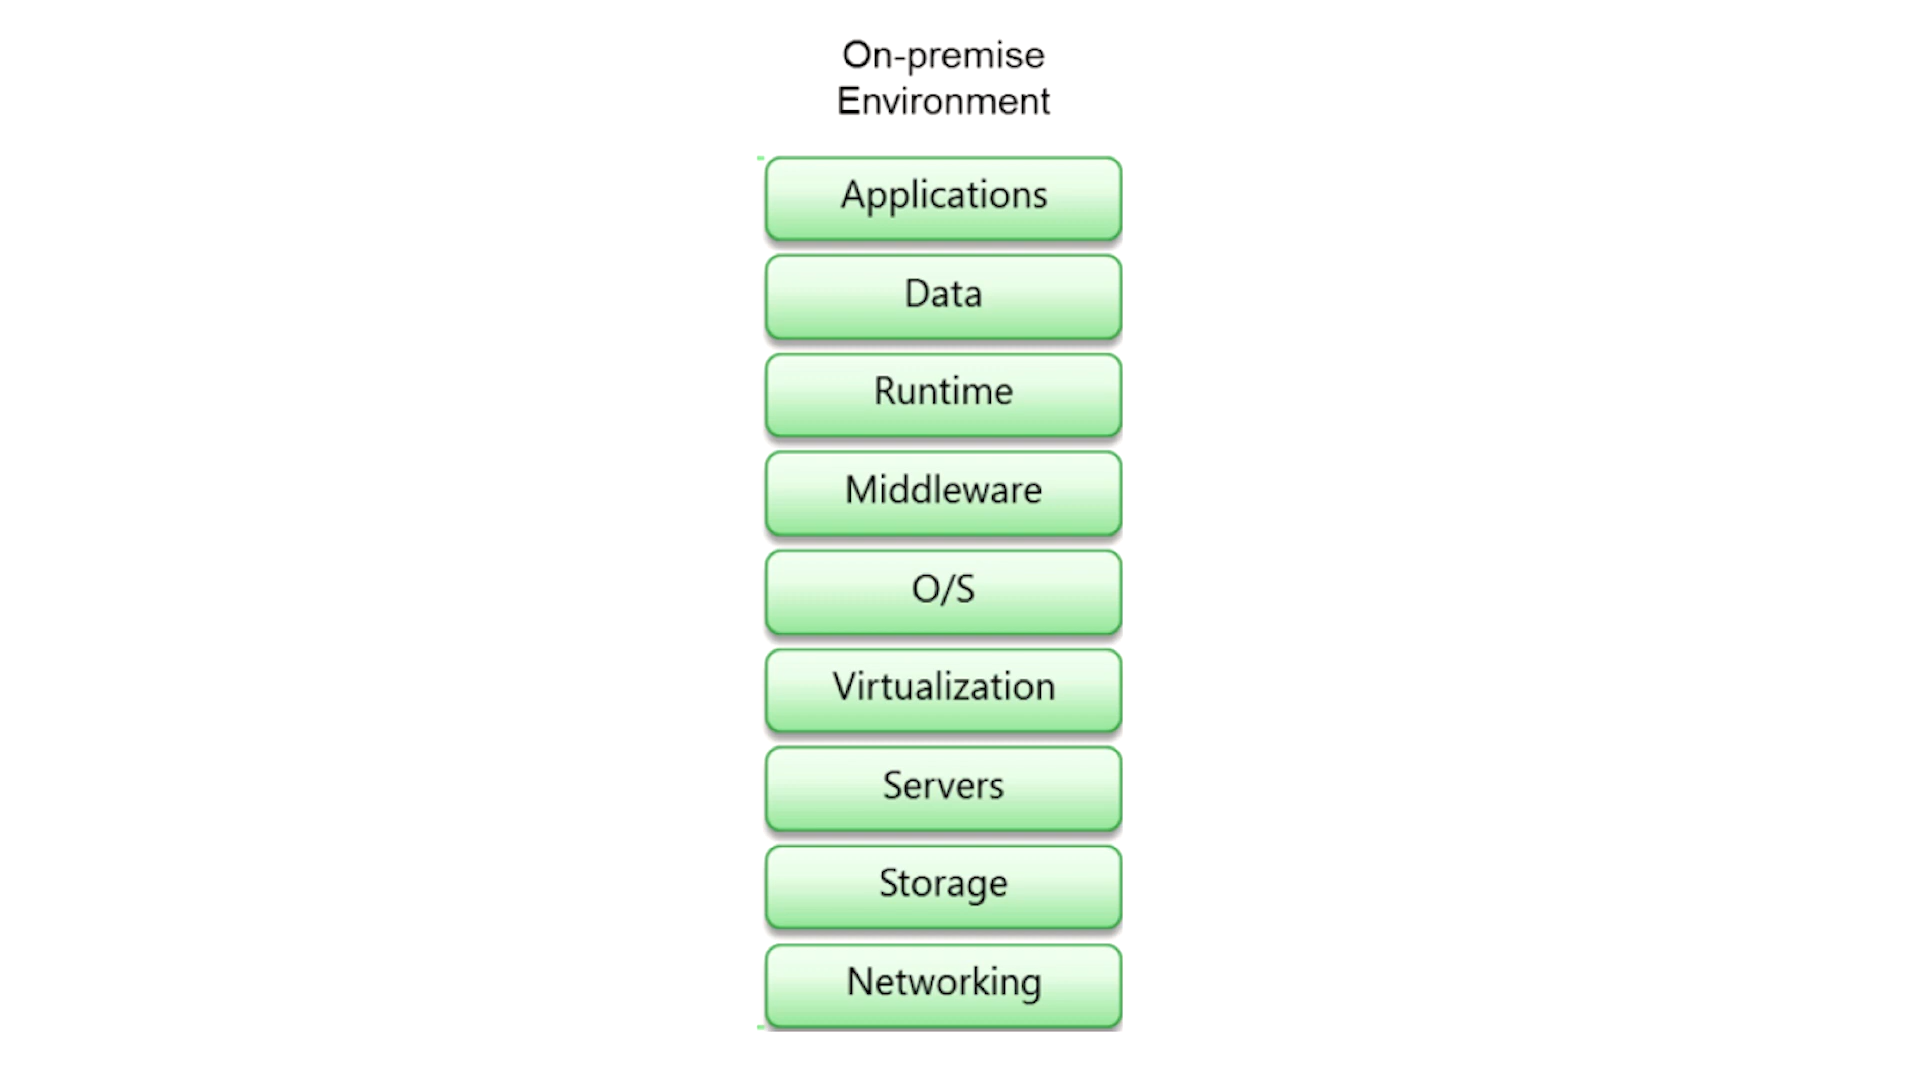 On-premise
Environment
Applications
Data
Runtime
Middleware
O/S
Virtualization
Servers
Storage
Networking